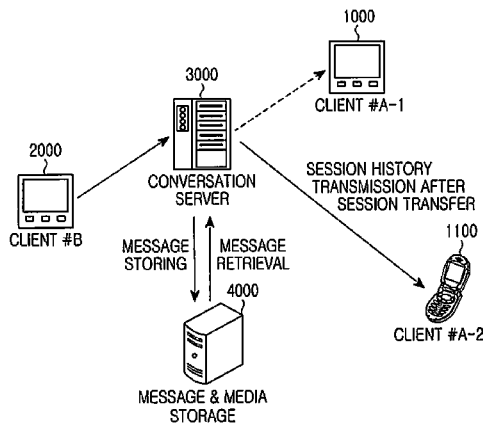 1000
CLIENT #A-1
3000
CONVERSATION
SERVER
2000
CLIENT #B
SESSION HISTORY
TRANSMISSION AFTER
SESSION TRANSFER
1100
CLIENT #A-2
MESSAGE
STORING
MESSAGE
RETRIEVAL
4000
MESSAGE & MEDIA
STORAGE